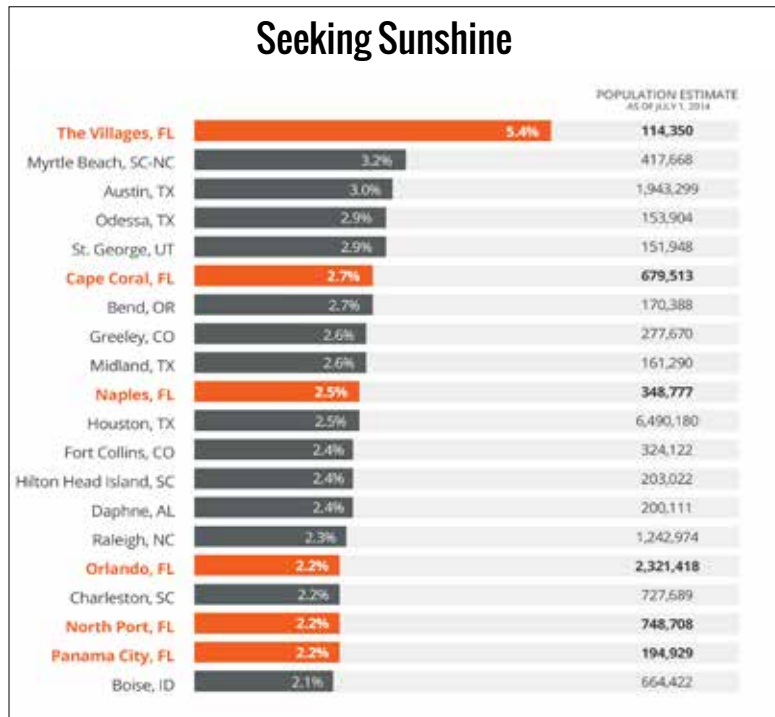 Seeking Sunshine
POPULATION ESTIMATE
AS OF JULY 1, 2014
The Villages, FL 5.4% 114,350
Myrtle Beach, SC-NC 3.2% 417,668
Austin, TX 3.0% 1,943,299
Odessa, TX 2.9% 153,904
St. George, UT 2.9% 151,948
Cape Coral, FL 2.7% 679,513
Bend, OR 2.7% 170,388
Greeley, CO 2.6% 277,670
Midland, TX 2.6% 161,290
Naples, FL 2.5% 348,777
Houston, TX 2.5% 6,490,180
Fort Collins, CO 2.4% 324,122
Hilton Head Island, SC 2.4% 203,022
Daphne, AL 2.4% 200,111
Raleigh, NC 2.3% 1,242,974
Orlando, FL 2.2% 2,321,418
Charleston, SC 2.2% 727,689
North Port, FL 2.2% 748,708
Panama City, FL 2.2% 194,929
Boise, ID 2.1% 664,422